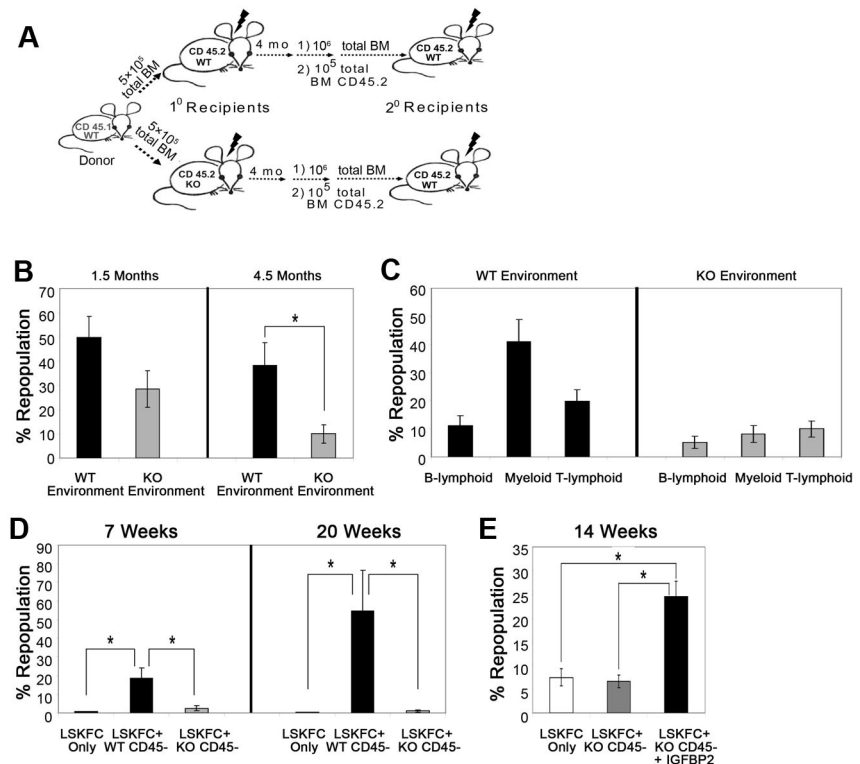 A
CD 45.2
WT
4 mo
1) 10⁶
total BM
2) 10⁵ total
BM CD45.2
CD 45.2
WT
5×10⁵
total BM
1⁰ Recipients
2⁰ Recipients
CD 45.1
WT
Donor
5×10⁵
total BM
CD 45.2
KO
4 mo
1) 10⁶
total BM
2) 10⁵ total
BM CD45.2
CD 45.2
WT
B
1.5 Months
4.5 Months
% Repopulation
70
60
50
40
30
20
10
0
*
WT
Environment
KO
Environment
WT
Environment
KO
Environment
C
WT Environment
KO Environment
% Repopulation
60
50
40
30
20
10
0
B-lymphoid
Myeloid
T-lymphoid
B-lymphoid
Myeloid
T-lymphoid
D
7 Weeks
20 Weeks
% Repopulation
90
80
70
60
50
40
30
20
10
0
*
*
*
*
LSKFC
Only
LSKFC+
WT CD45-
LSKFC+
KO CD45-
LSKFC
Only
LSKFC+
WT CD45-
LSKFC+
KO CD45-
E
14 Weeks
% Repopulation
35
35
25
20
15
10
5
0
*
*
LSKFC
Only
LSKFC+
KO CD45-
LSKFC+
KO CD45-
+ IGFBP2